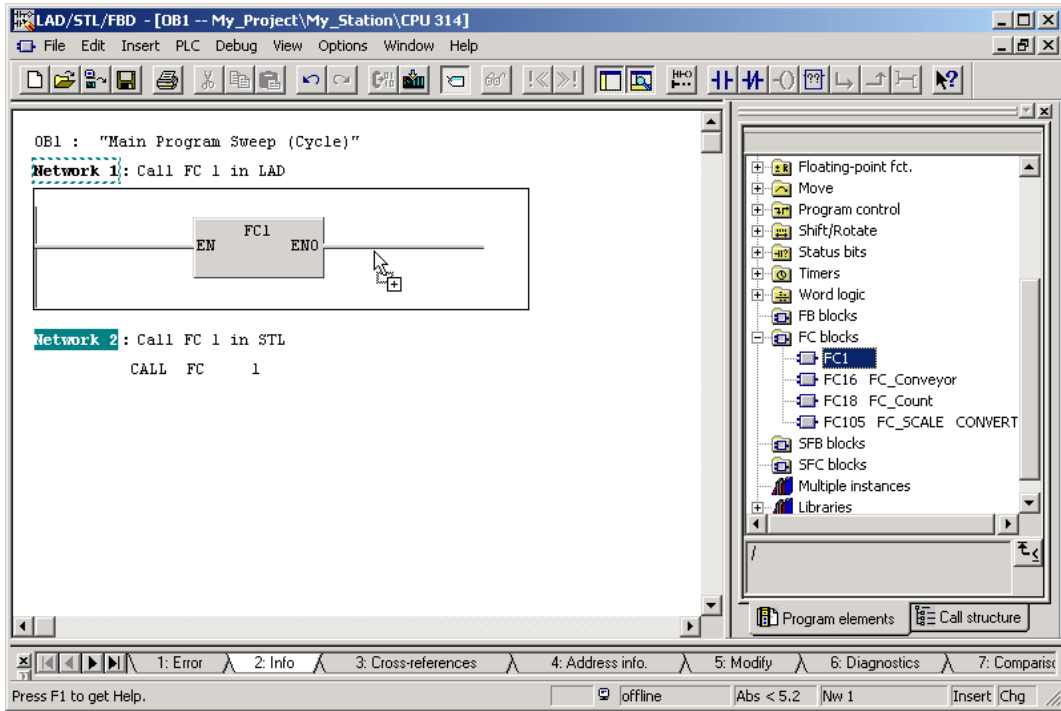 LAD/STL/FBD - [OB1 -- My_Project\My_Station\CPU 314]
File Edit Insert PLC Debug View Options Window Help
OB1 : "Main Program Sweep (Cycle)"
Network 1: Call FC 1 in LAD
FC1
EN ENO
Network 2: Call FC 1 in STL
CALL FC 1
Floating-point fct.
Move
Program control
Shift/Rotate
Status bits
Timers
Word logic
FB blocks
FC blocks
FC1
FC16 FC_Conveyor
FC18 FC_Count
FC105 FC_SCALE CONVERT
SFB blocks
SFC blocks
Multiple instances
Libraries
/
Program elements Call structure
1: Error 2: Info 3: Cross-references 4: Address info. 5: Modify 6: Diagnostics 7: Compariso
Press F1 to get Help. offline Abs < 5.2 Nw 1 Insert Chg